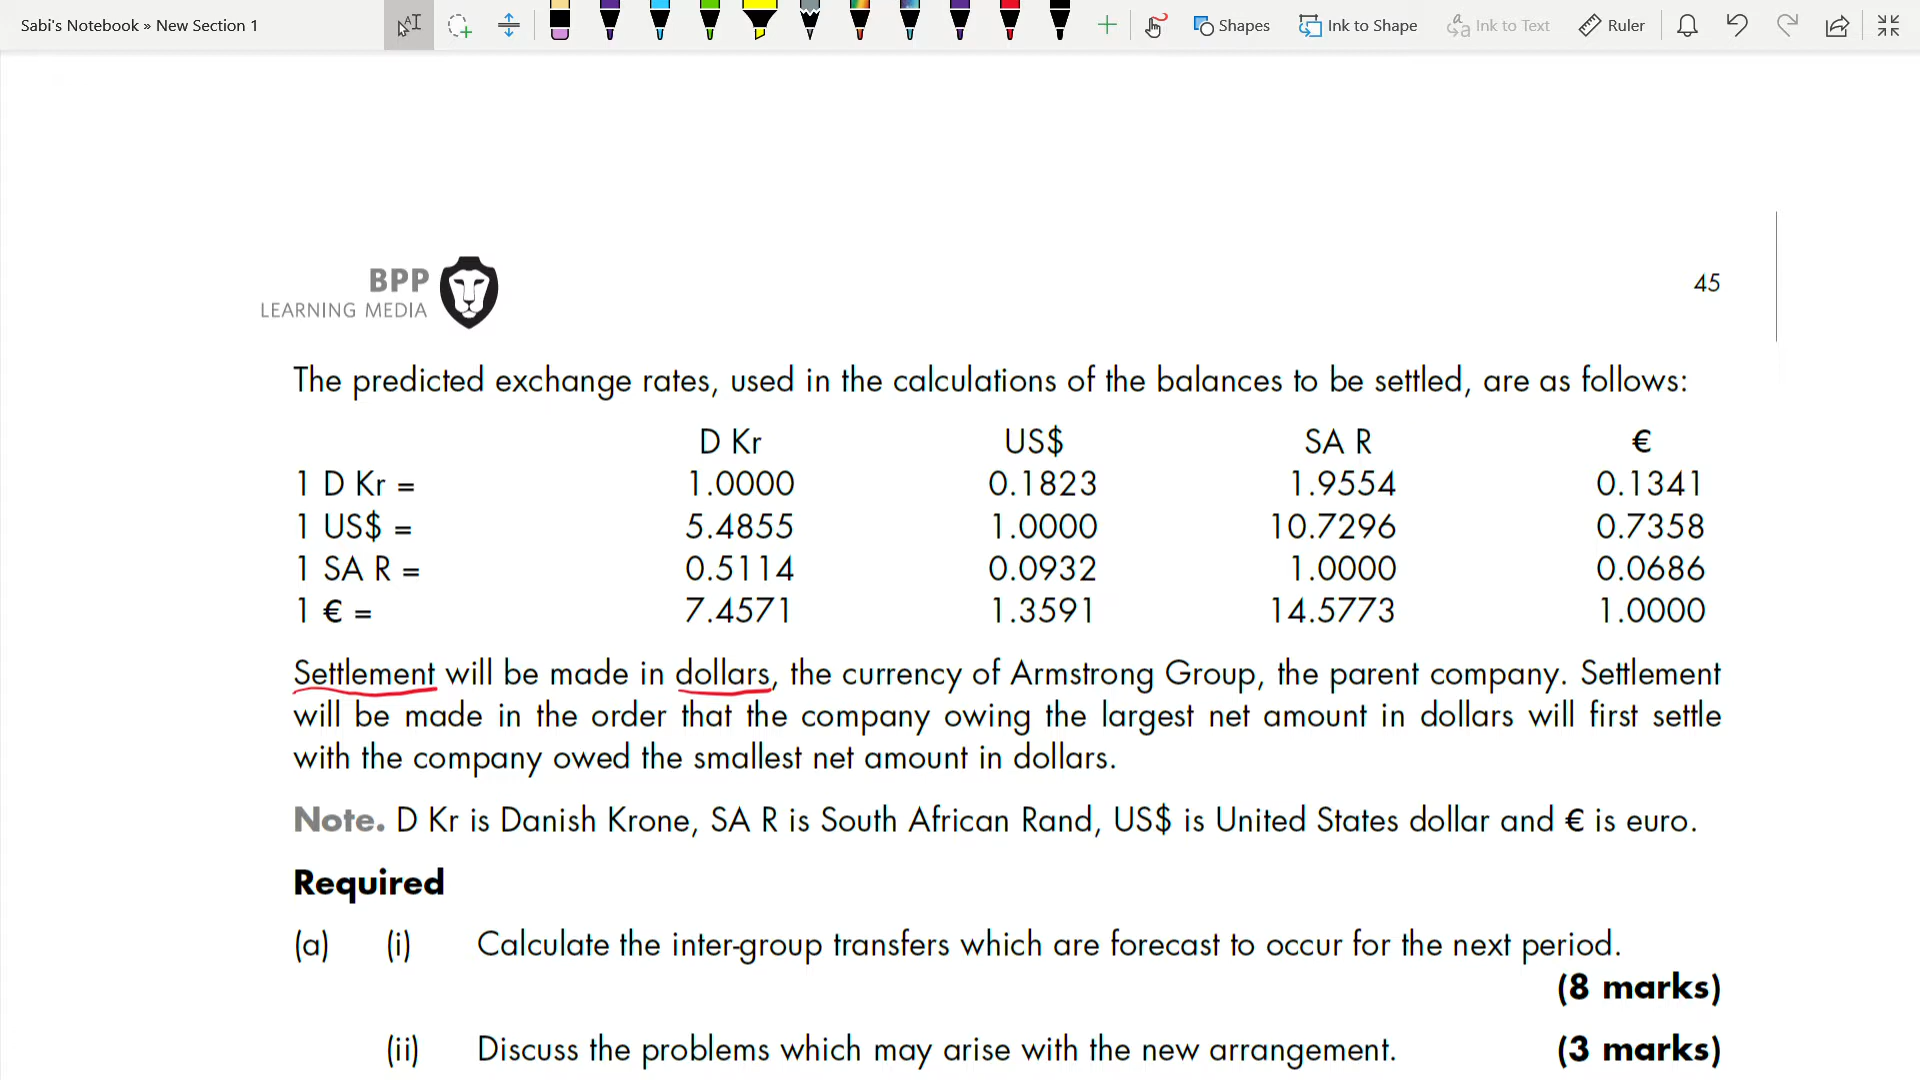 Sabi's Notebook » New Section 1
Shapes
Ink to Shape
Ink to Text
Ruler
BPP
LEARNING MEDIA
45
The predicted exchange rates, used in the calculations of the balances to be settled, are as follows:
D Kr US$ SA R €
1 D Kr = 1.0000 0.1823 1.9554 0.1341
1 US$ = 5.4855 1.0000 10.7296 0.7358
1 SA R = 0.5114 0.0932 1.0000 0.0686
1 € = 7.4571 1.3591 14.5773 1.0000
Settlement will be made in dollars, the currency of Armstrong Group, the parent company. Settlement
will be made in the order that the company owing the largest net amount in dollars will first settle
with the company owed the smallest net amount in dollars.
Note. D Kr is Danish Krone, SA R is South African Rand, US$ is United States dollar and € is euro.
Required
(a) (i) Calculate the inter-group transfers which are forecast to occur for the next period.
(8 marks)
(ii) Discuss the problems which may arise with the new arrangement. (3 marks)